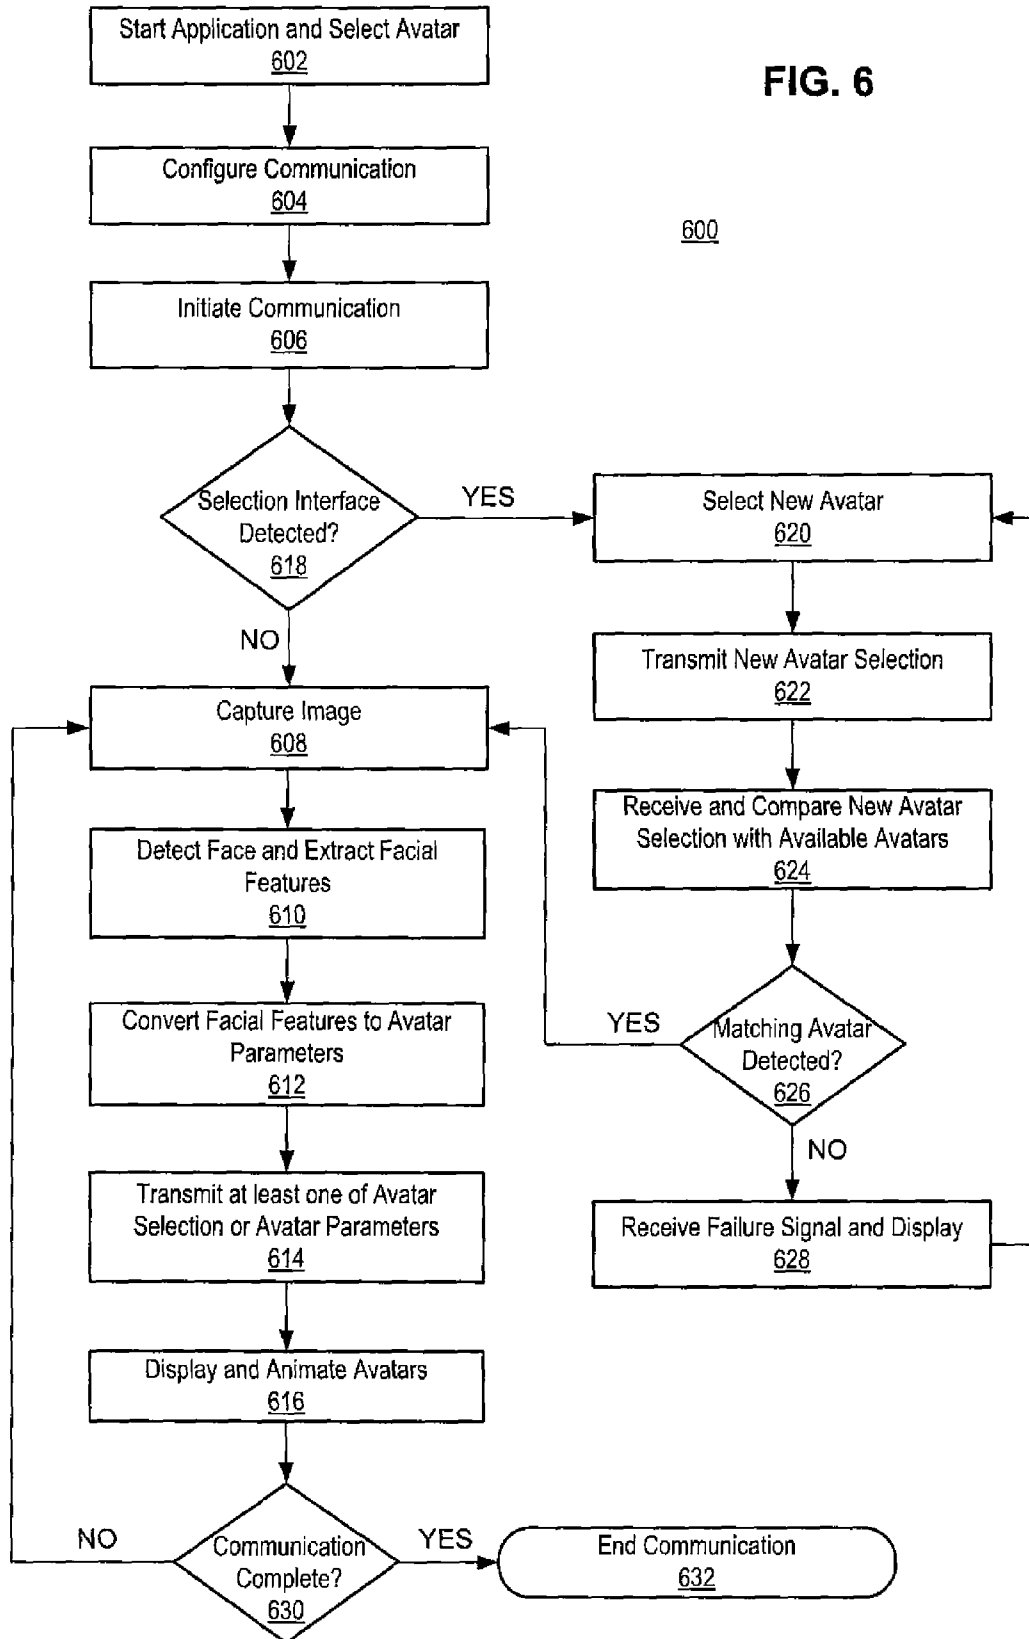 Start Application and Select Avatar
602
FIG. 6
Configure Communication
604
600
Initiate Communication
606
Selection Interface
Detected?
618
YES
NO
Select New Avatar
620
Transmit New Avatar Selection
622
Capture Image
608
Receive and Compare New Avatar
Selection with Available Avatars
624
Detect Face and Extract Facial
Features
610
Matching Avatar
Detected?
626
YES
NO
Convert Facial Features to Avatar
Parameters
612
Transmit at least one of Avatar
Selection or Avatar Parameters
614
Receive Failure Signal and Display
628
Display and Animate Avatars
616
Communication
Complete?
630
NO
YES
End Communication
632